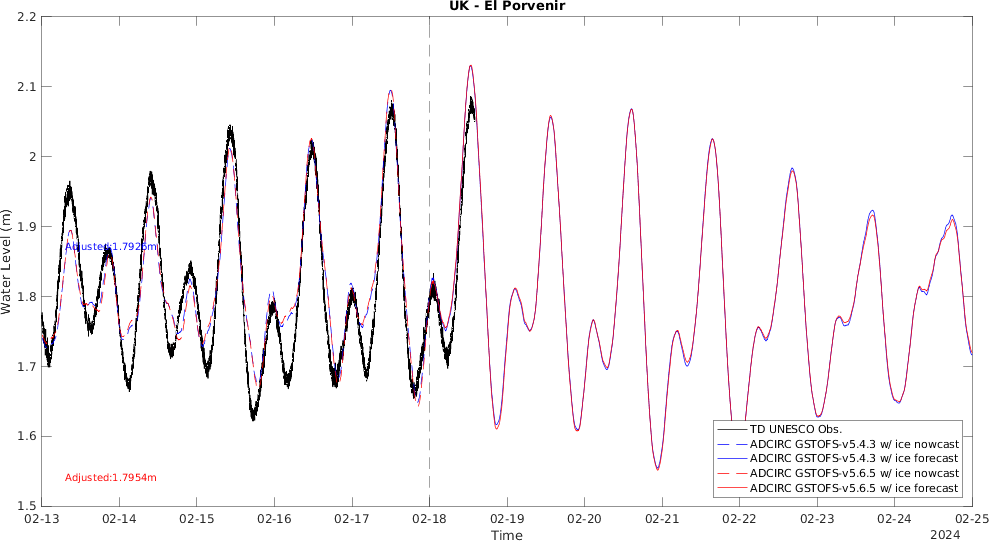 UK - El Porvenir
2.2
2.1
2
1.9
1.8
1.7
1.6
1.5
Water Level (m)
Adjusted:1.7926m
Adjusted:1.7954m
TD UNESCO Obs.
ADCIRC GSTOFS-v5.4.3 w/ ice nowcast
ADCIRC GSTOFS-v5.4.3 w/ ice forecast
ADCIRC GSTOFS-v5.6.5 w/ ice nowcast
ADCIRC GSTOFS-v5.6.5 w/ ice forecast
02-13 02-14 02-15 02-16 02-17 02-18 02-19 02-20 02-21 02-22 02-23 02-24 02-25
Time
2024